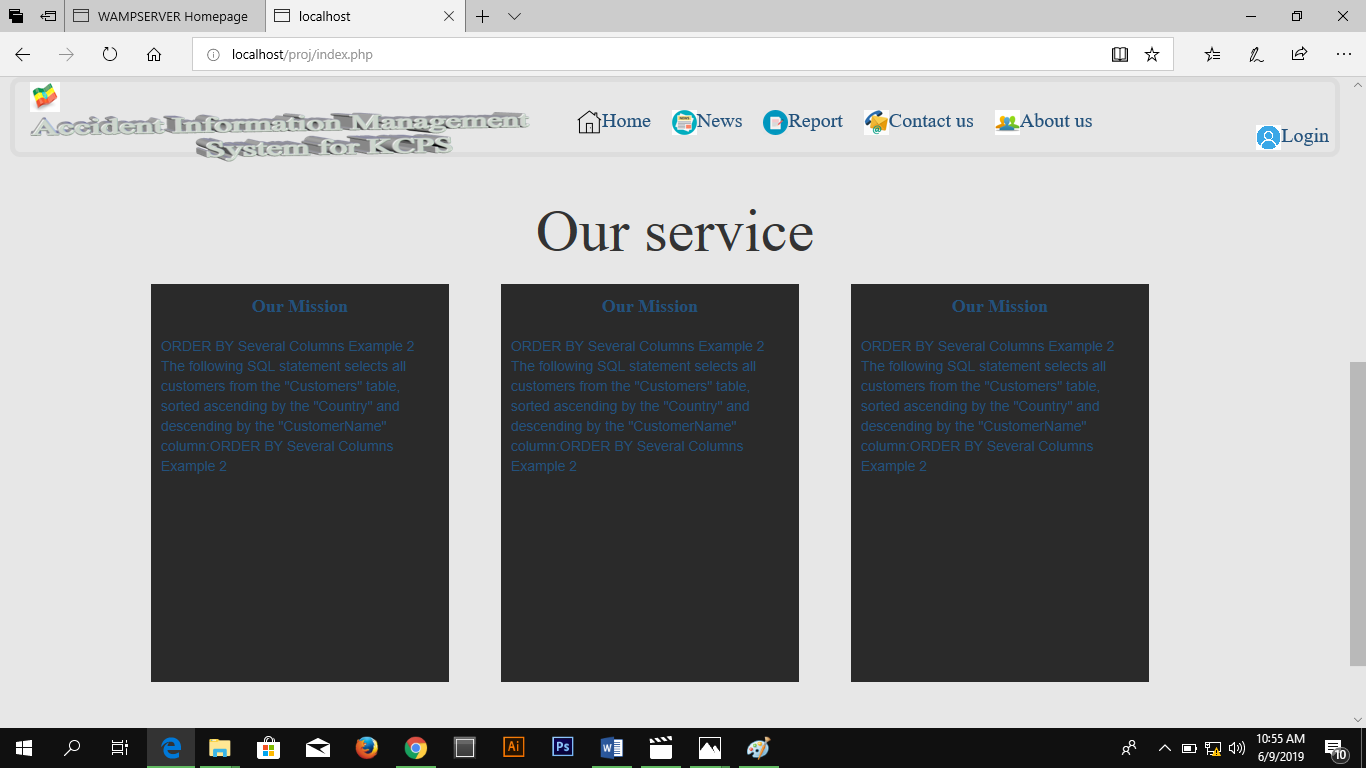 WAMPSERVER Homepage
localhost
localhost/proj/index.php
Accident Information Management
System for KCPS
Home
News
Report
Contact us
About us
Login
Our service
Our Mission
ORDER BY Several Columns Example 2
The following SQL statement selects all
customers from the "Customers" table,
sorted ascending by the "Country" and
descending by the "CustomerName"
column:ORDER BY Several Columns
Example 2
Our Mission
ORDER BY Several Columns Example 2
The following SQL statement selects all
customers from the "Customers" table,
sorted ascending by the "Country" and
descending by the "CustomerName"
column:ORDER BY Several Columns
Example 2
Our Mission
ORDER BY Several Columns Example 2
The following SQL statement selects all
customers from the "Customers" table,
sorted ascending by the "Country" and
descending by the "CustomerName"
column:ORDER BY Several Columns
Example 2
Ai
Ps
10:55 AM
6/9/2019
10